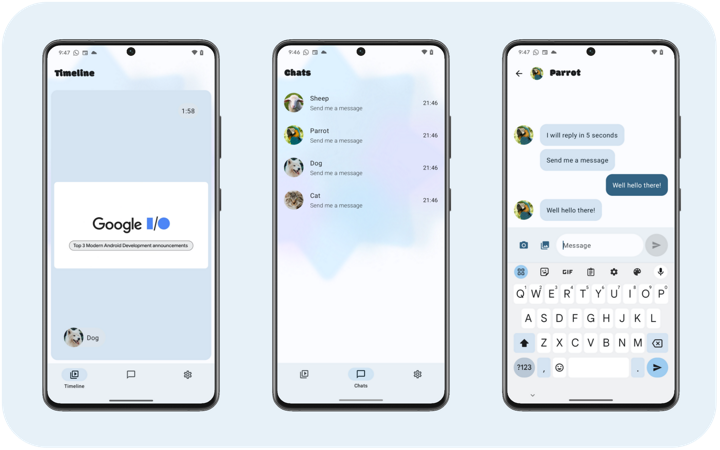 9:47
Timeline
1:58
Google I/O
Top 3 Modern Android Development announcements
Dog
Timeline
9:46
Chats
Sheep
Send me a message
21:46
Parrot
Send me a message
21:46
Dog
Send me a message
21:46
Cat
Send me a message
21:46
Chats
9:47
Parrot
I will reply in 5 seconds
Send me a message
Well hello there!
Well hello there!
Message
GIF
1 2 3 4 5 6 7 8 9 0
Q W E R T Y U I O P
A S D F G H J K L
Z X C V B N M
?123 , .